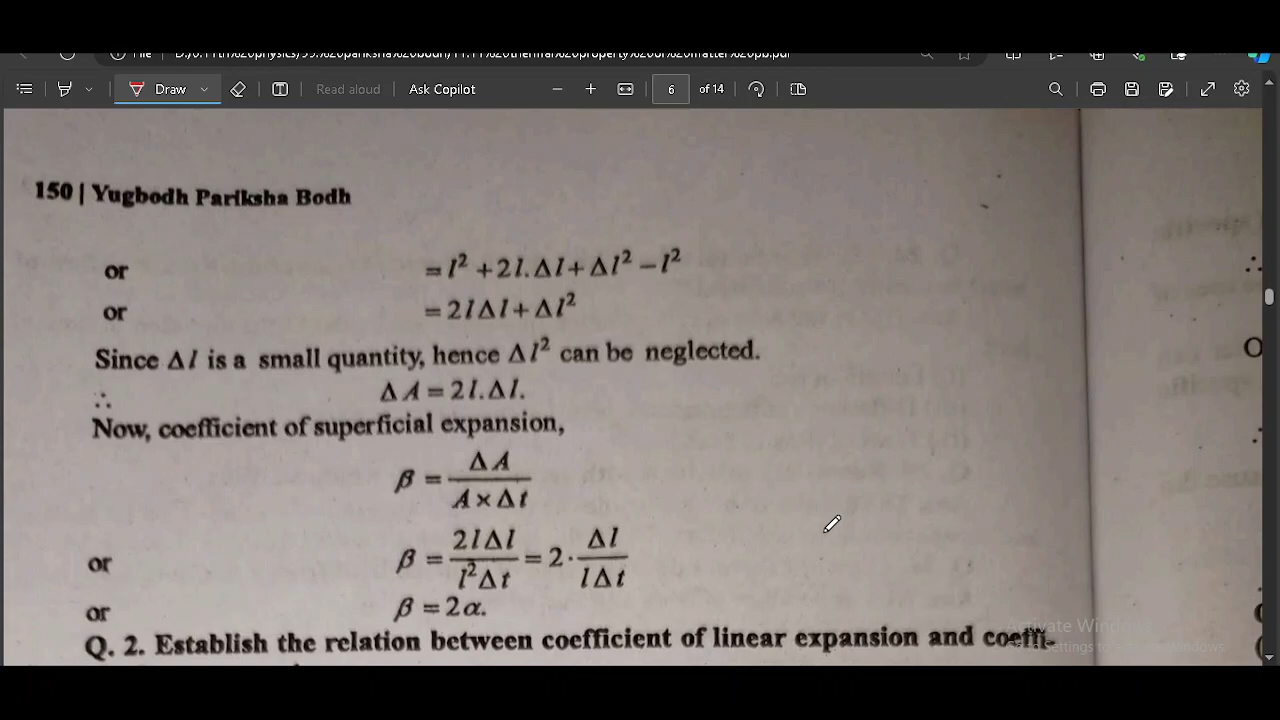 File
Draw
Read aloud
Ask Copilot
6
of 14
150 | Yugbodh Pariksha Bodh
or = l² + 2l.Δl + Δl² − l²
or = 2lΔl + Δl²
Since Δl is a small quantity, hence Δl² can be neglected.
∴ ΔA = 2l.Δl.
Now, coefficient of superficial expansion,
β = ΔA / A × Δt
or β = 2lΔl / l²Δt = 2· Δl / lΔt
or β = 2α.
Q. 2. Establish the relation between coefficient of linear expansion and coeffi-
Activate Windows